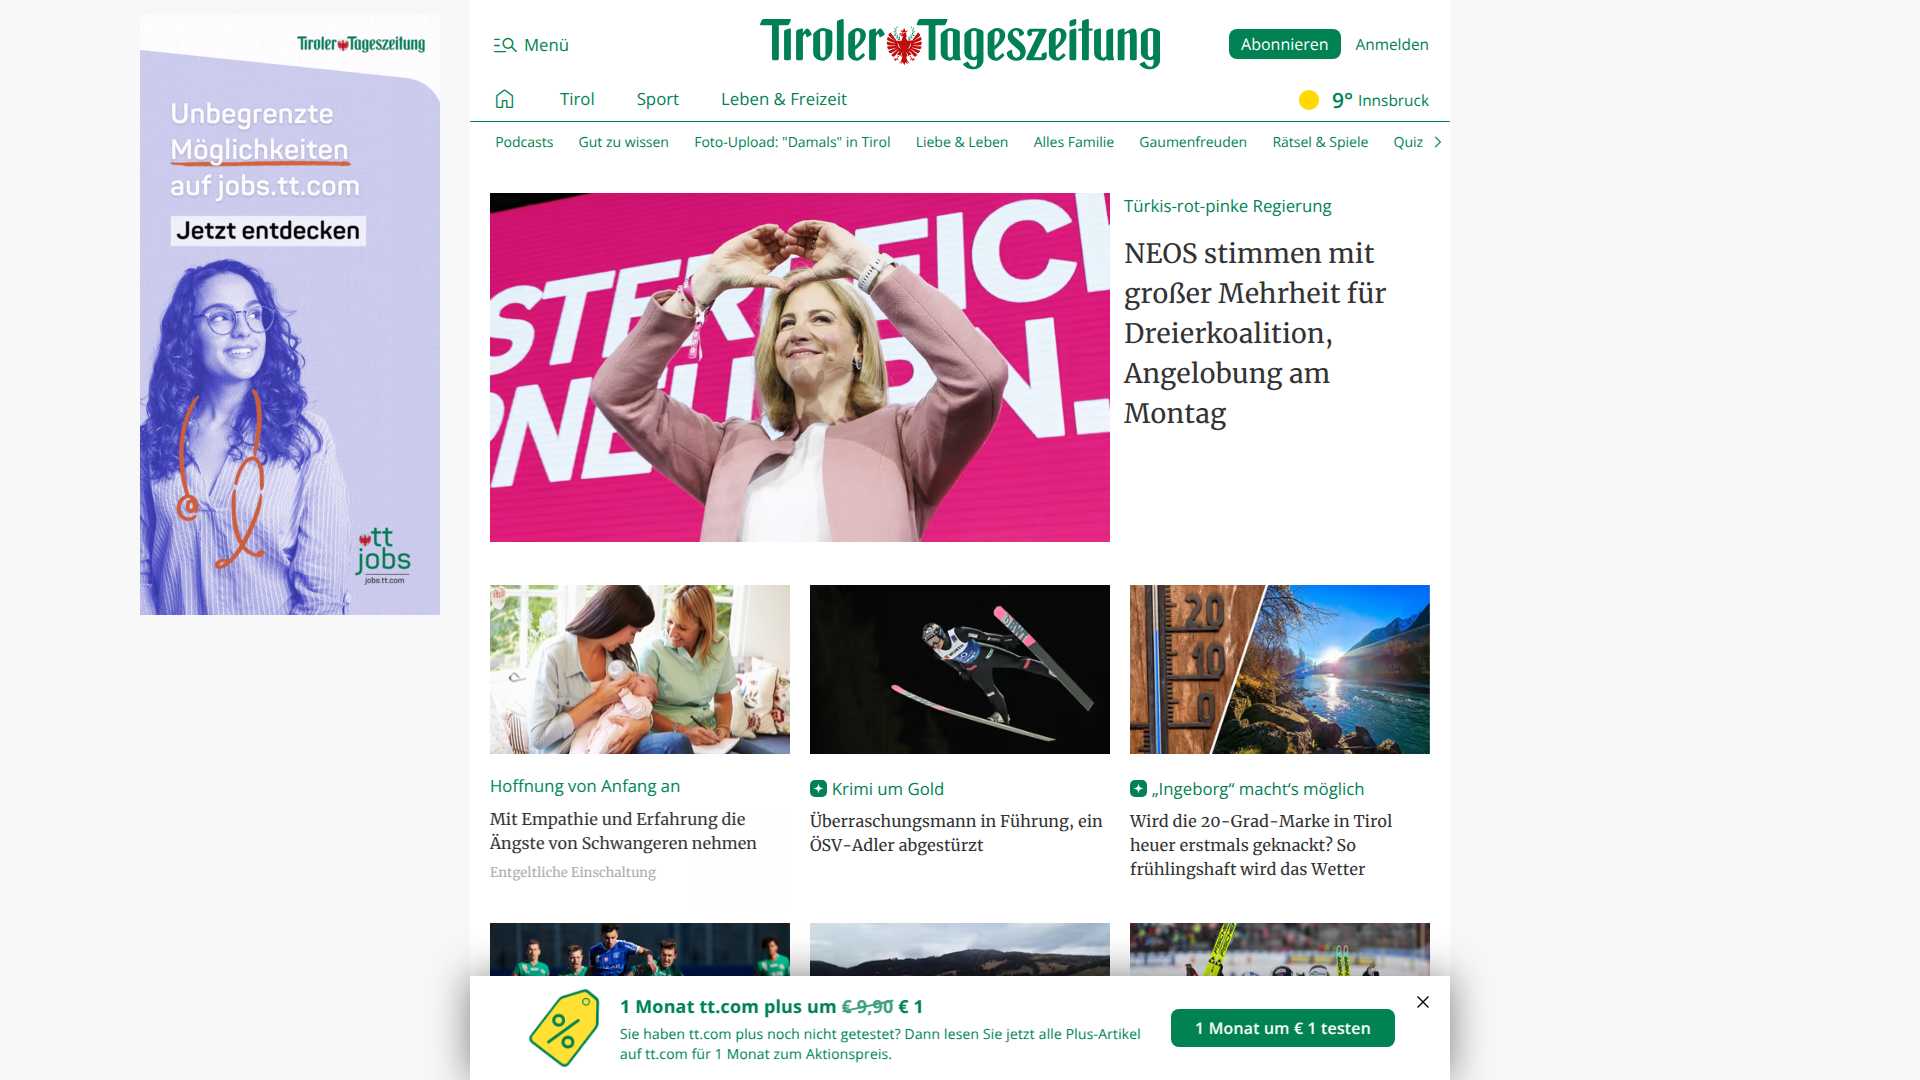 Tiroler Tageszeitung
Unbegrenzte
Möglichkeiten
auf jobs.tt.com
Jetzt entdecken
tt
jobs
jobs.tt.com
Menü
Tiroler Tageszeitung
Abonnieren
Anmelden
Tirol
Sport
Leben & Freizeit
9° Innsbruck
Podcasts
Gut zu wissen
Foto-Upload: "Damals" in Tirol
Liebe & Leben
Alles Familie
Gaumenfreuden
Rätsel & Spiele
Quiz
Türkis-rot-pinke Regierung
NEOS stimmen mit
großer Mehrheit für
Dreierkoalition,
Angelobung am
Montag
20
10
0
Hoffnung von Anfang an
Mit Empathie und Erfahrung die
Ängste von Schwangeren nehmen
Entgeltliche Einschaltung
Krimi um Gold
Überraschungsmann in Führung, ein
ÖSV-Adler abgestürzt
„Ingeborg“ macht’s möglich
Wird die 20-Grad-Marke in Tirol
heuer erstmals geknackt? So
frühlingshaft wird das Wetter
%
1 Monat tt.com plus um € 9,90 € 1
Sie haben tt.com plus noch nicht getestet? Dann lesen Sie jetzt alle Plus-Artikel
auf tt.com für 1 Monat zum Aktionspreis.
1 Monat um € 1 testen